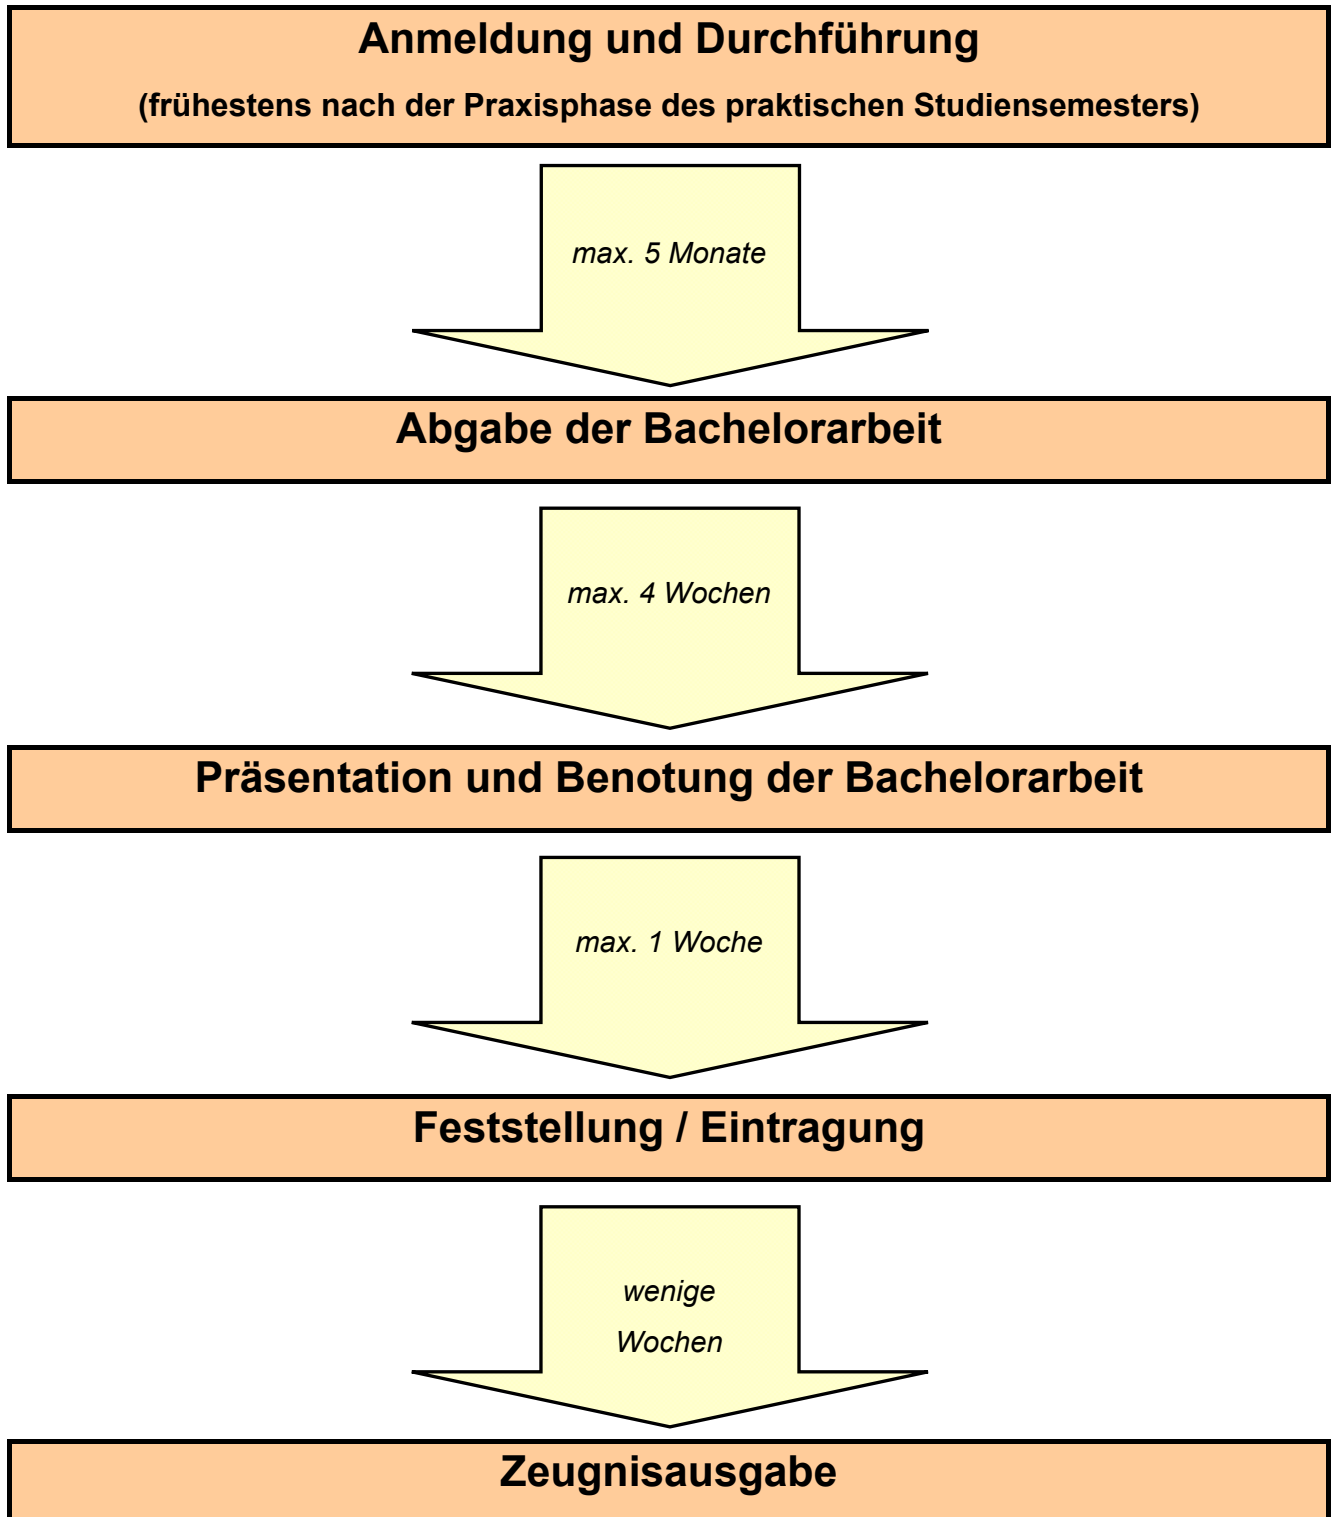 Anmeldung und Durchführung
(frühestens nach der Praxisphase des praktischen Studiensemesters)
max. 5 Monate
Abgabe der Bachelorarbeit
max. 4 Wochen
Präsentation und Benotung der Bachelorarbeit
max. 1 Woche
Feststellung / Eintragung
wenige
Wochen
Zeugnisausgabe